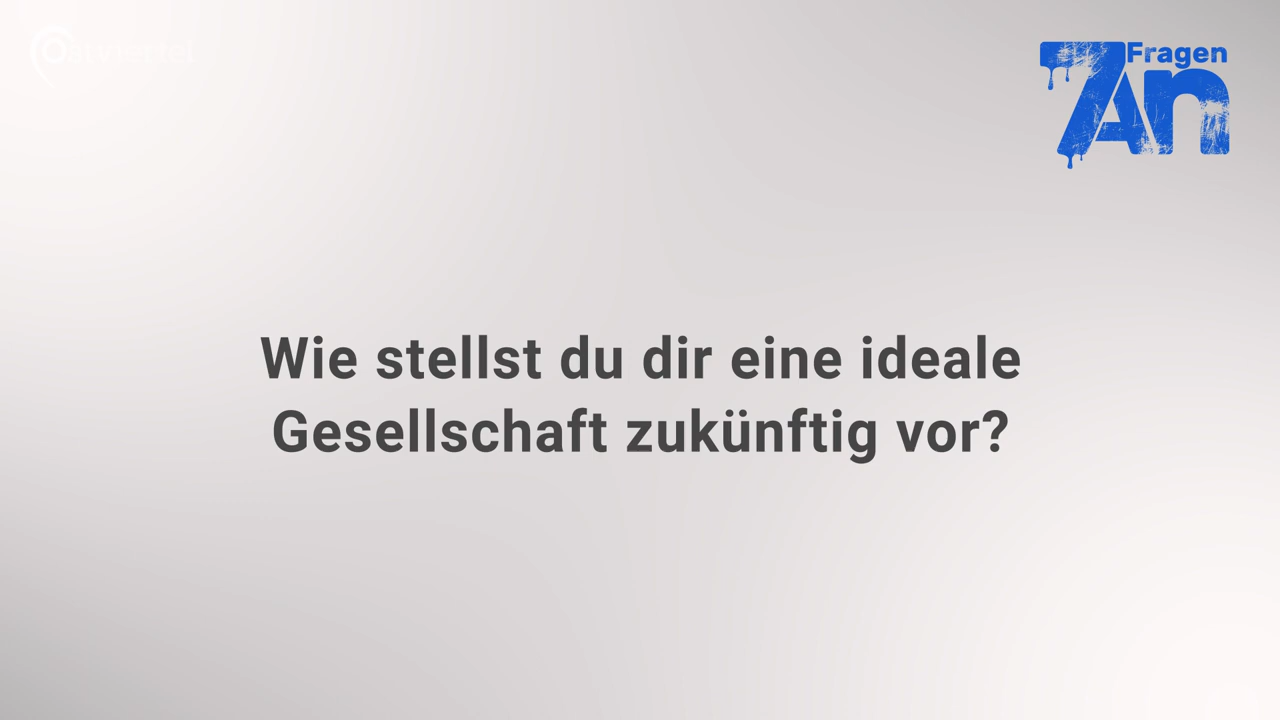 Fragen
7An
Wie stellst du dir eine ideale
Gesellschaft zukünftig vor?